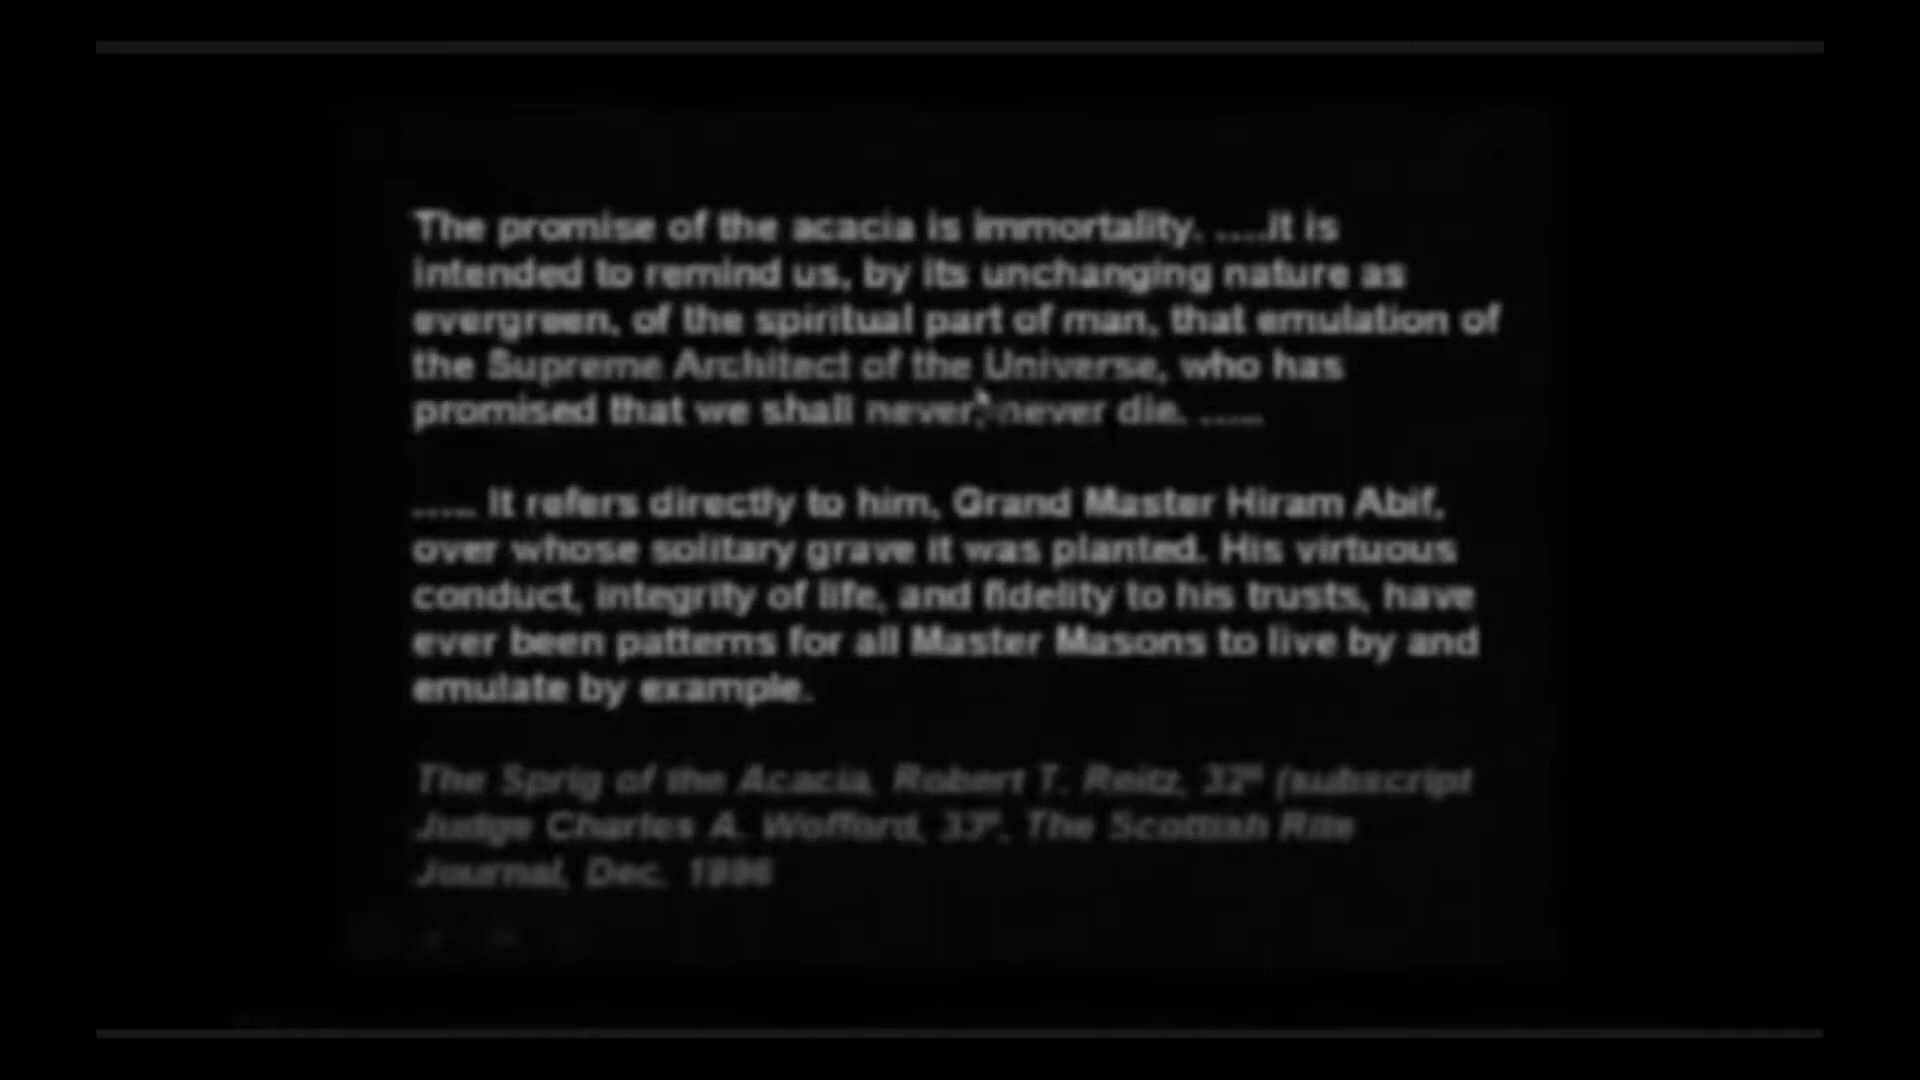 The promise of the acacia is immortality. .....it is
intended to remind us, by its unchanging nature as
evergreen, of the spiritual part of man, that emulation of
the Supreme Architect of the Universe, who has
promised that we shall never, never die. ......
..... It refers directly to him, Grand Master Hiram Abif,
over whose solitary grave it was planted. His virtuous
conduct, integrity of life, and fidelity to his trusts, have
ever been patterns for all Master Masons to live by and
emulate by example.
The Sprig of the Acacia, Robert T. Reitz, 32º (subscript
Judge Charles A. Wofford, 33º, The Scottish Rite
Journal, Dec. 1996